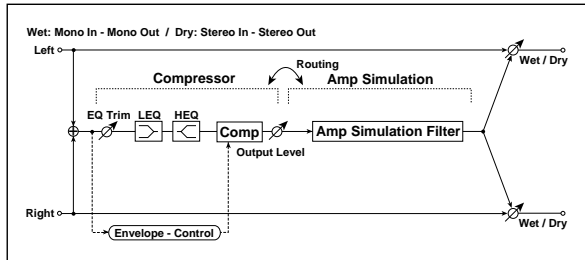 Wet: Mono In - Mono Out / Dry: Stereo In - Stereo Out
Left
Wet / Dry
Routing
Compressor
Amp Simulation
EQ Trim
LEQ
HEQ
Comp
Output Level
Amp Simulation Filter
Right
Wet / Dry
Envelope - Control